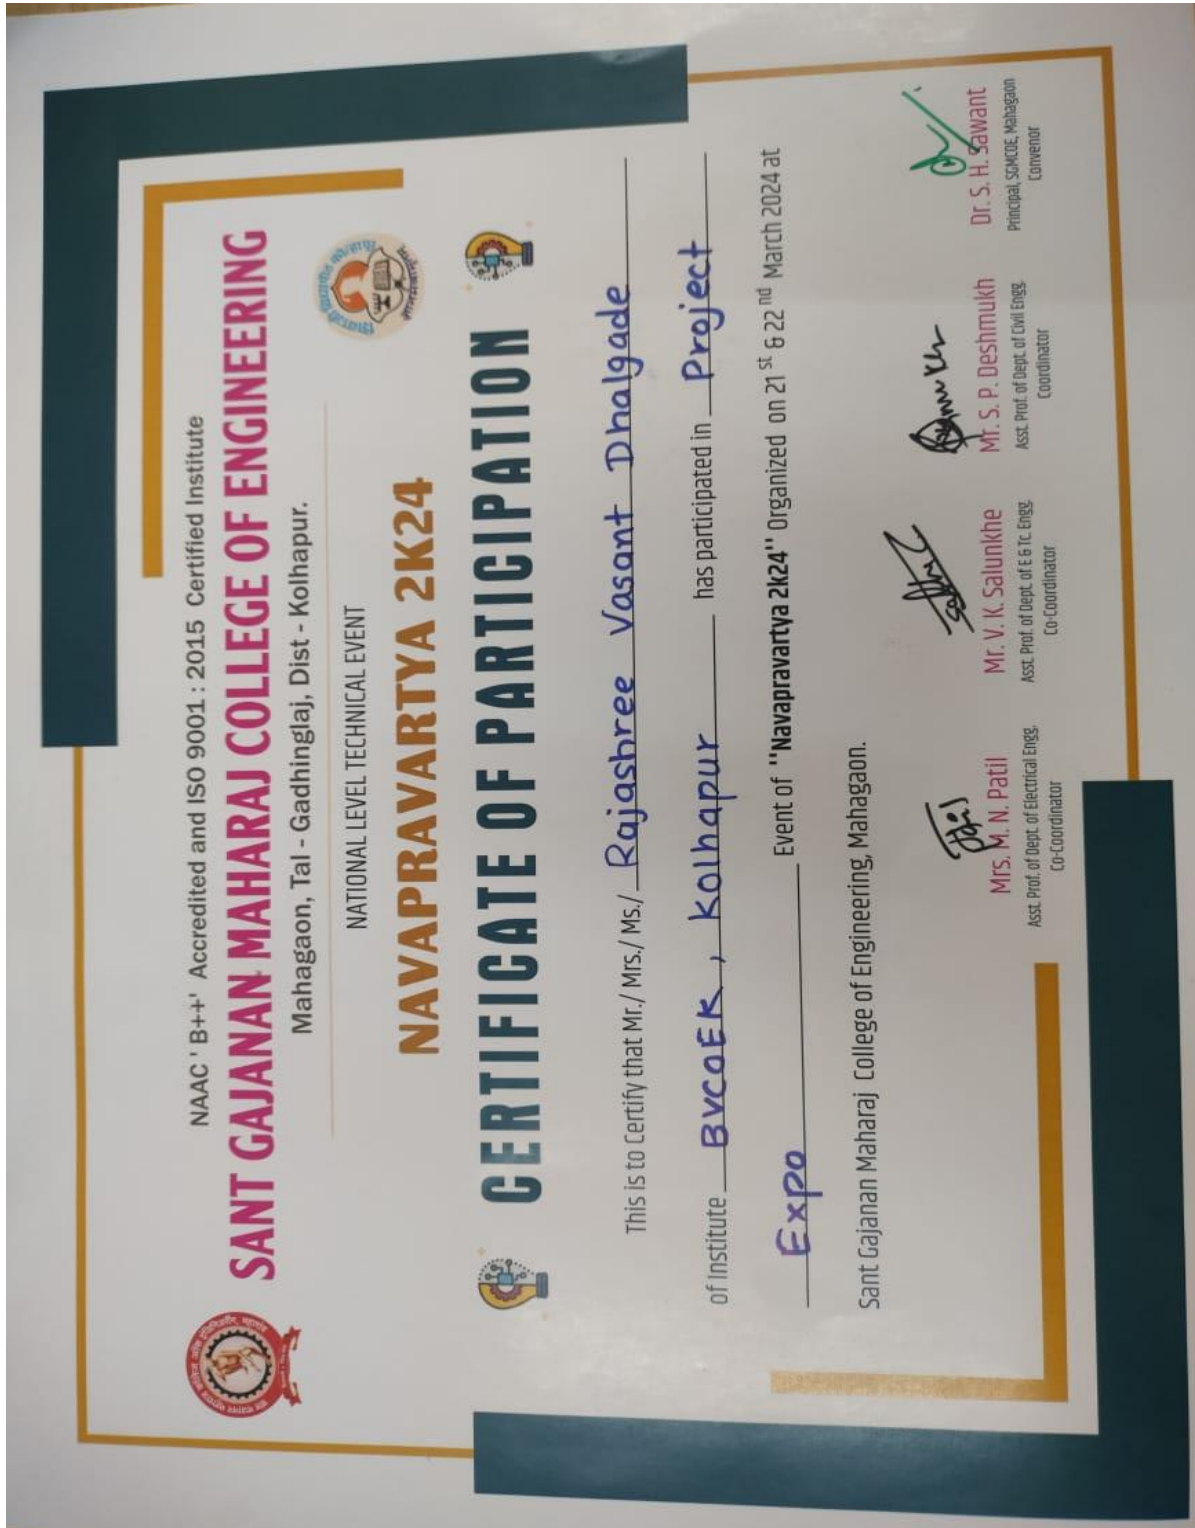 NAAC ' B++' Accredited and ISO 9001 : 2015 Certified Institute
SANT GAJANAN MAHARAJ COLLEGE OF ENGINEERING
Mahagaon, Tal - Gadhinglaj, Dist - Kolhapur.
NATIONAL LEVEL TECHNICAL EVENT
NAVAPRAVARTYA 2K24
CERTIFICATE OF PARTICIPATION
This is to Certify that Mr./ Mrs./ Ms./ Rajashree Vasant Dhalgade
of Institute BVCOEK, Kolhapur has participated in Project
Expo Event of "Navapravartya 2k24" Organized on 21 st & 22 nd March 2024 at
Sant Gajanan Maharaj College of Engineering, Mahagaon.
Mrs. M. N. Patil
Asst. Prof. of Dept. of Electrical Engg.
Co-Coordinator
Mr. V. K. Salunkhe
Asst. Prof. of Dept. of E & Tc. Engg.
Co-Coordinator
Mr. S. P. Deshmukh
Asst. Prof. of Dept. of Civil Engg.
Coordinator
Dr. S. H. Sawant
Principal, SGMCOE, Mahagaon
Convenor